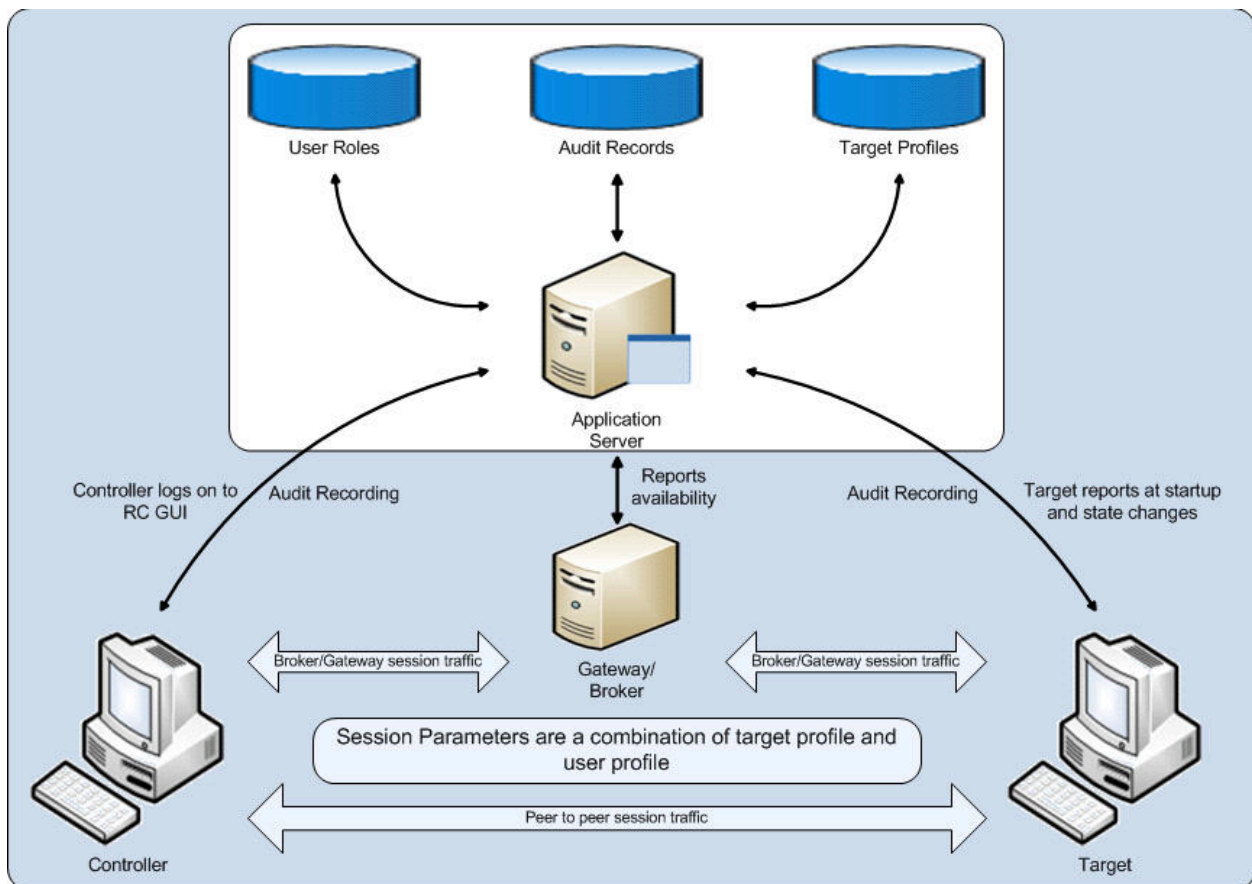 User Roles
Audit Records
Target Profiles
Application
Server
Controller logs on to
RC GUI
Audit Recording
Reports
availability
Audit Recording
Target reports at startup
and state changes
Broker/Gateway session traffic
Gateway/
Broker
Broker/Gateway session traffic
Session Parameters are a combination of target profile and
user profile
Peer to peer session traffic
Controller
Target